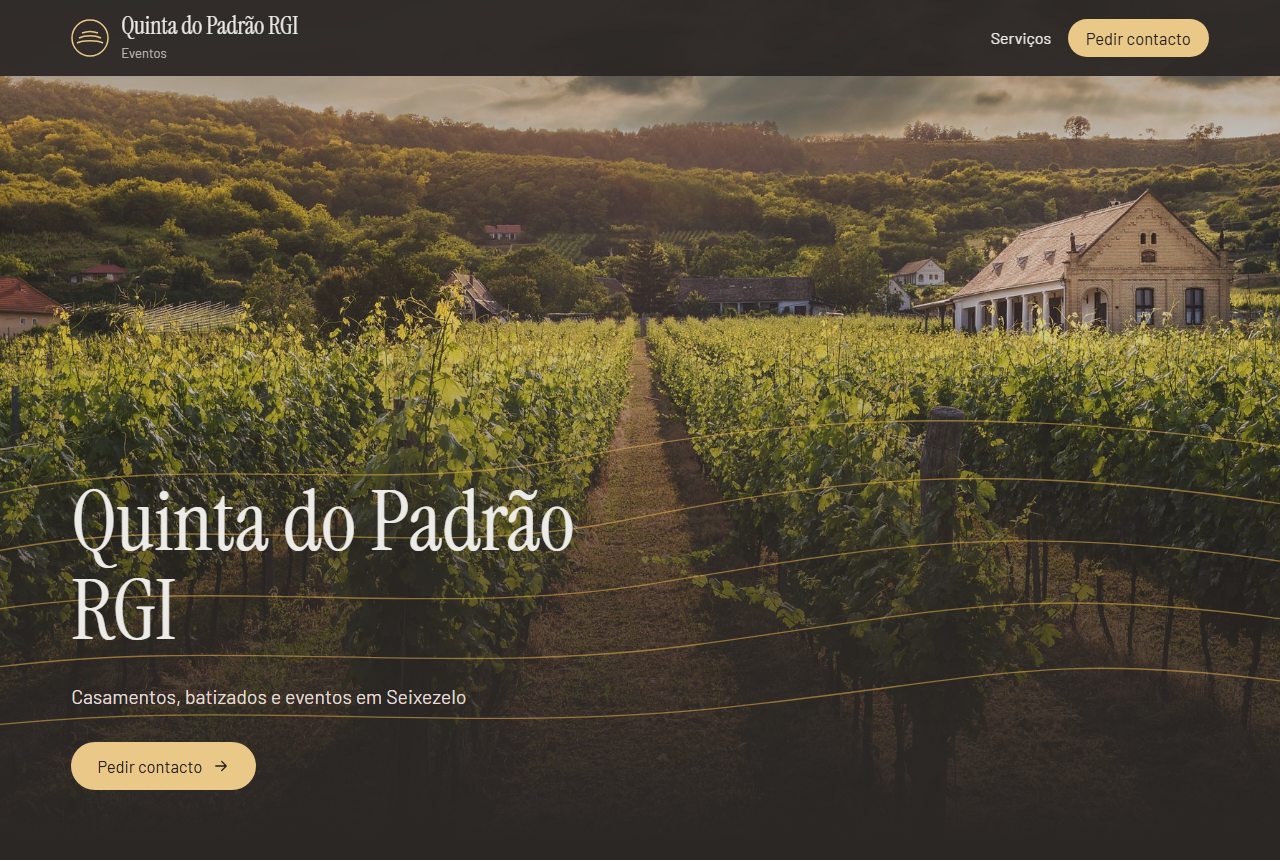 Quinta do Padrão RGI
Eventos
Serviços
Pedir contacto
Quinta do Padrão
RGI
Casamentos, batizados e eventos em Seixezelo
Pedir contacto